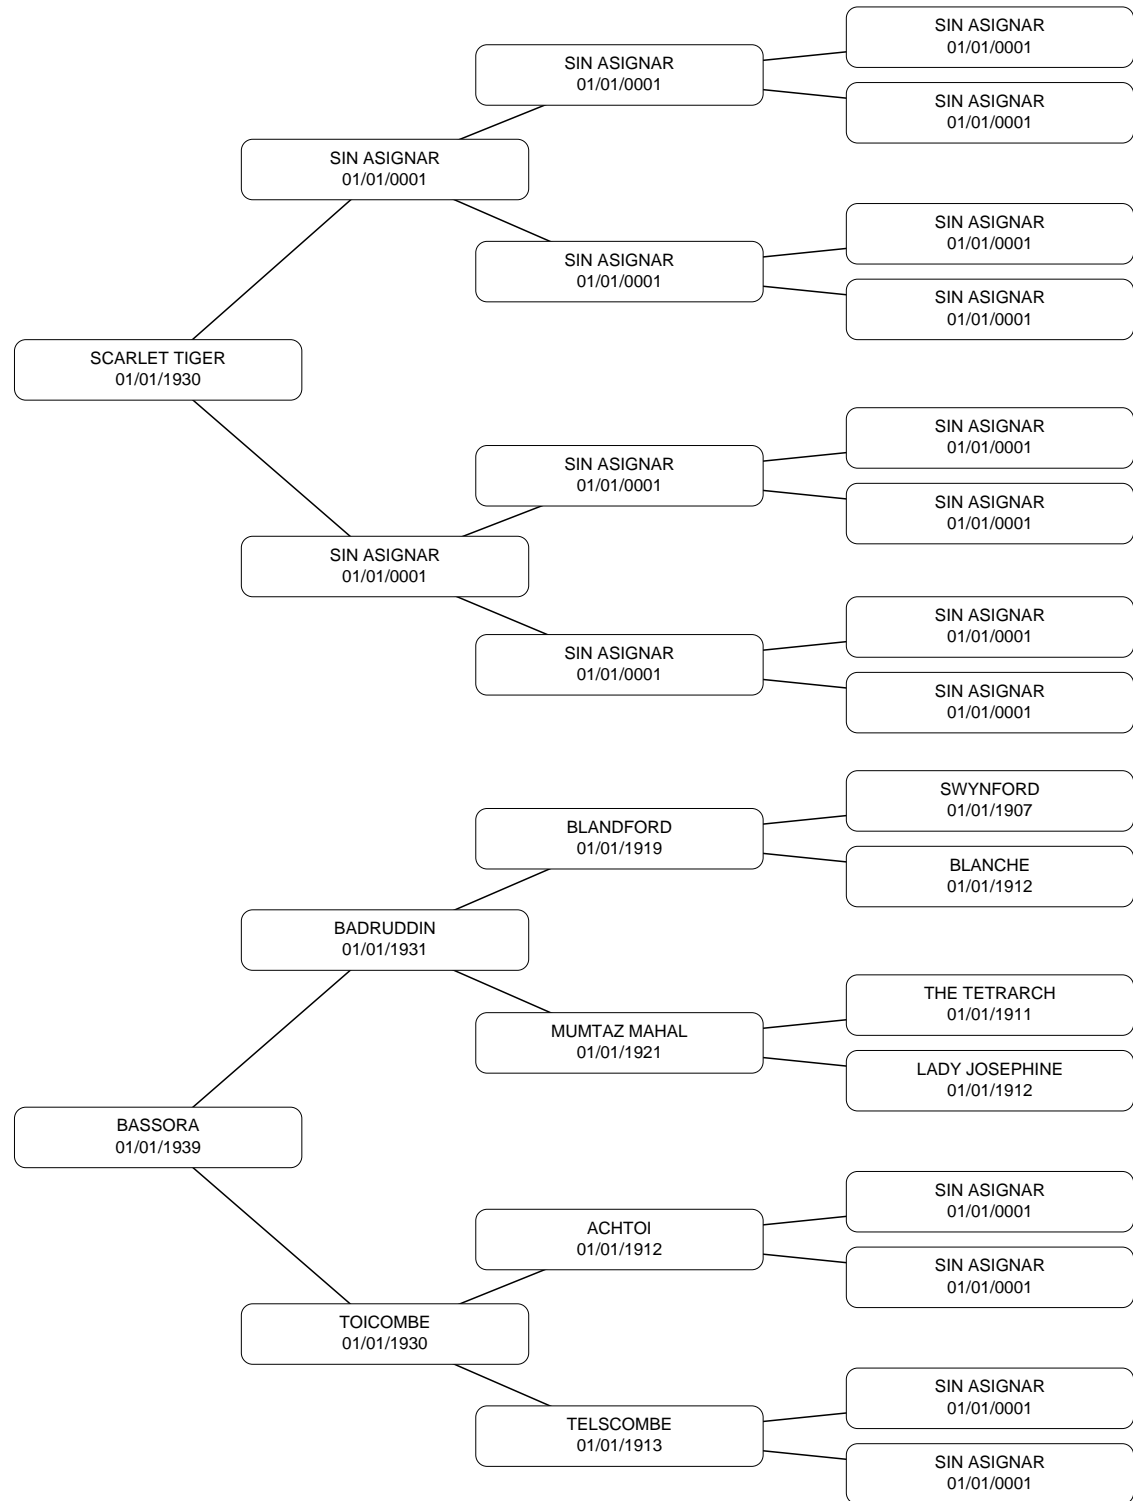 SIN ASIGNAR
01/01/0001
SIN ASIGNAR
01/01/0001
SIN ASIGNAR
01/01/0001
SIN ASIGNAR
01/01/0001
SIN ASIGNAR
01/01/0001
SIN ASIGNAR
01/01/0001
SIN ASIGNAR
01/01/0001
SCARLET TIGER
01/01/1930
SIN ASIGNAR
01/01/0001
SIN ASIGNAR
01/01/0001
SIN ASIGNAR
01/01/0001
SIN ASIGNAR
01/01/0001
SIN ASIGNAR
01/01/0001
SIN ASIGNAR
01/01/0001
SIN ASIGNAR
01/01/0001
SWYNFORD
01/01/1907
BLANDFORD
01/01/1919
BLANCHE
01/01/1912
BADRUDDIN
01/01/1931
THE TETRARCH
01/01/1911
MUMTAZ MAHAL
01/01/1921
LADY JOSEPHINE
01/01/1912
BASSORA
01/01/1939
SIN ASIGNAR
01/01/0001
ACHTOI
01/01/1912
SIN ASIGNAR
01/01/0001
TOICOMBE
01/01/1930
SIN ASIGNAR
01/01/0001
TELSCOMBE
01/01/1913
SIN ASIGNAR
01/01/0001